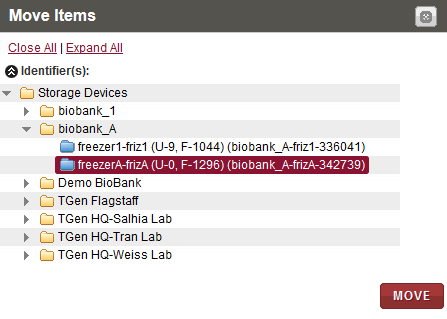 Move Items
Close All | Expand All
Identifier(s):
Storage Devices
biobank_1
biobank_A
freezer1-friz1 (U-9, F-1044) (biobank_A-friz1-336041)
freezerA-frizA (U-0, F-1296) (biobank_A-frizA-342739)
Demo BioBank
TGen Flagstaff
TGen HQ-Salhia Lab
TGen HQ-Tran Lab
TGen HQ-Weiss Lab
MOVE